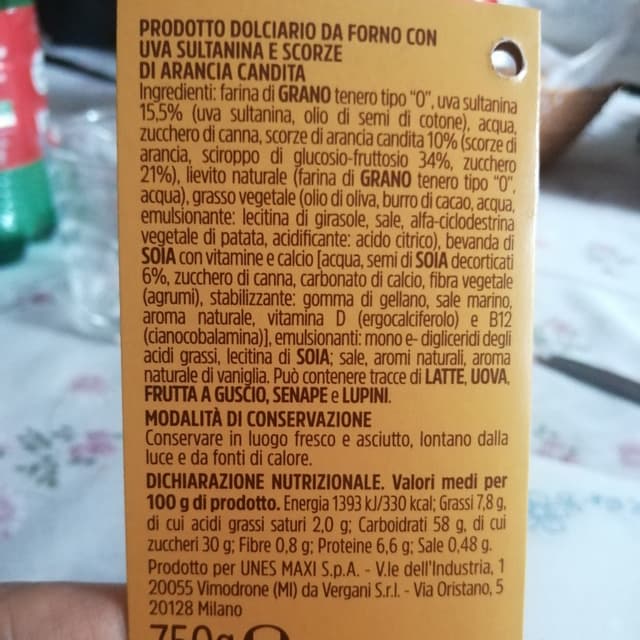 PRODOTTO DOLCIARIO DA FORNO CON
UVA SULTANINA E SCORZE
DI ARANCIA CANDITA
Ingredienti: farina di GRANO tenero tipo "0", uva sultanina
15,5% (uva sultanina, olio di semi di cotone), acqua,
zucchero di canna, scorze di arancia candita 10% (scorze di
arancia, sciroppo di glucosio-fruttosio 34%, zucchero
21%), lievito naturale (farina di GRANO tenero tipo "0",
acqua), grasso vegetale (olio di oliva, burro di cacao, acqua,
emulsionante: lecitina di girasole, sale, alfa-ciclodestrina
vegetale di patata, acidificante: acido citrico), bevanda di
SOIA con vitamine e calcio [acqua, semi di SOIA decorticati
6%, zucchero di canna, carbonato di calcio, fibra vegetale
(agrumi), stabilizzante: gomma di gellano, sale marino,
aroma naturale, vitamina D (ergocalciferolo) e B12
(cianocobalamina)], emulsionanti: mono e- digliceridi degli
acidi grassi, lecitina di SOIA; sale, aromi naturali, aroma
naturale di vaniglia. Può contenere tracce di LATTE, UOVA,
FRUTTA A GUSCIO, SENAPE e LUPINI.
MODALITÀ DI CONSERVAZIONE
Conservare in luogo fresco e asciutto, lontano dalla
luce e da fonti di calore.
DICHIARAZIONE NUTRIZIONALE. Valori medi per
100 g di prodotto. Energia 1393 kJ/330 kcal; Grassi 7,8 g,
di cui acidi grassi saturi 2,0 g; Carboidrati 58 g, di cui
zuccheri 30 g; Fibre 0,8 g; Proteine 6,6 g; Sale 0,48 g.
Prodotto per UNES MAXI S.p.A. - V.le dell'Industria, 1
20055 Vimodrone (MI) da Vergani S.r.l. - Via Oristano, 5
20128 Milano
750g e